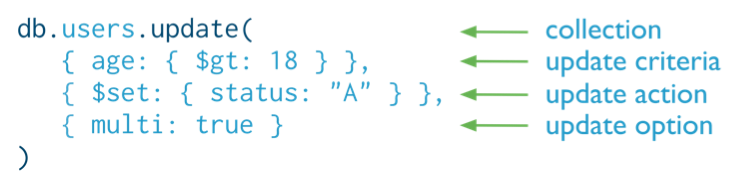 db.users.update( collection
{ age: { $gt: 18 } }, update criteria
{ $set: { status: "A" } }, update action
{ multi: true } update option
)